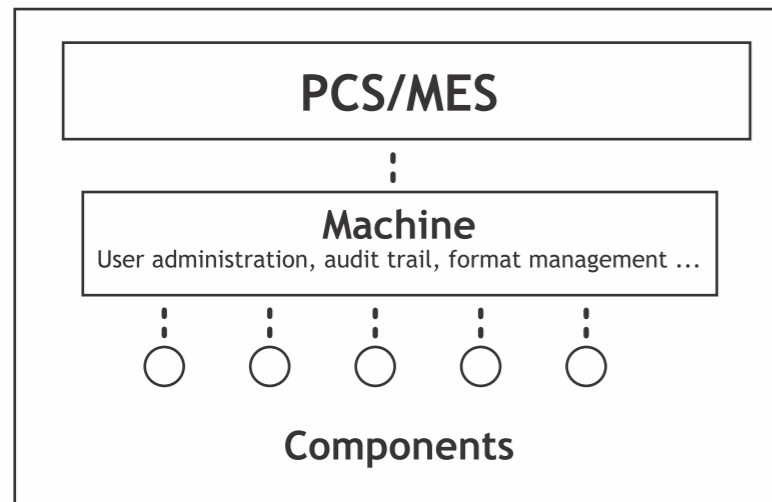 PCS/MES
Machine
User administration, audit trail, format management ...
Components